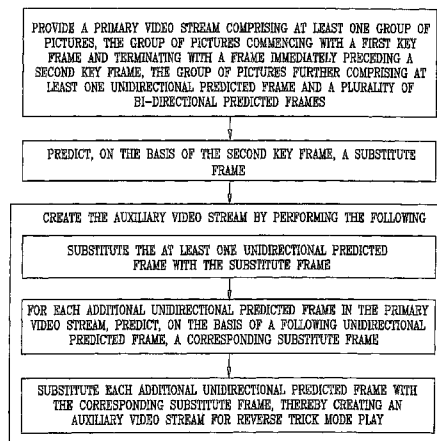 PROVIDE A PRIMARY VIDEO STREAM COMPRISING AT LEAST ONE GROUP OF
PICTURES, THE GROUP OF PICTURES COMMENCING WITH A FIRST KEY
FRAME AND TERMINATING WITH A FRAME IMMEDIATELY PRECEDING A
SECOND KEY FRAME, THE GROUP OF PICTURES FURTHER COMPRISING AT
LEAST ONE UNIDIRECTIONAL PREDICTED FRAME AND A PLURALITY OF
BI-DIRECTIONAL PREDICTED FRAMES
PREDICT, ON THE BASIS OF THE SECOND KEY FRAME, A SUBSTITUTE
FRAME
CREATE THE AUXILIARY VIDEO STREAM BY PERFORMING THE FOLLOWING
SUBSTITUTE THE AT LEAST ONE UNIDIRECTIONAL PREDICTED
FRAME WITH THE SUBSTITUTE FRAME
FOR EACH ADDITIONAL UNIDIRECTIONAL PREDICTED FRAME IN THE PRIMARY
VIDEO STREAM, PREDICT, ON THE BASIS OF A FOLLOWING UNIDIRECTIONAL
PREDICTED FRAME, A CORRESPONDING SUBSTITUTE FRAME
SUBSTITUTE EACH ADDITIONAL UNIDIRECTIONAL PREDICTED FRAME WITH
THE CORRESPONDING SUBSTITUTE FRAME, THEREBY CREATING AN
AUXILIARY VIDEO STREAM FOR REVERSE TRICK MODE PLAY